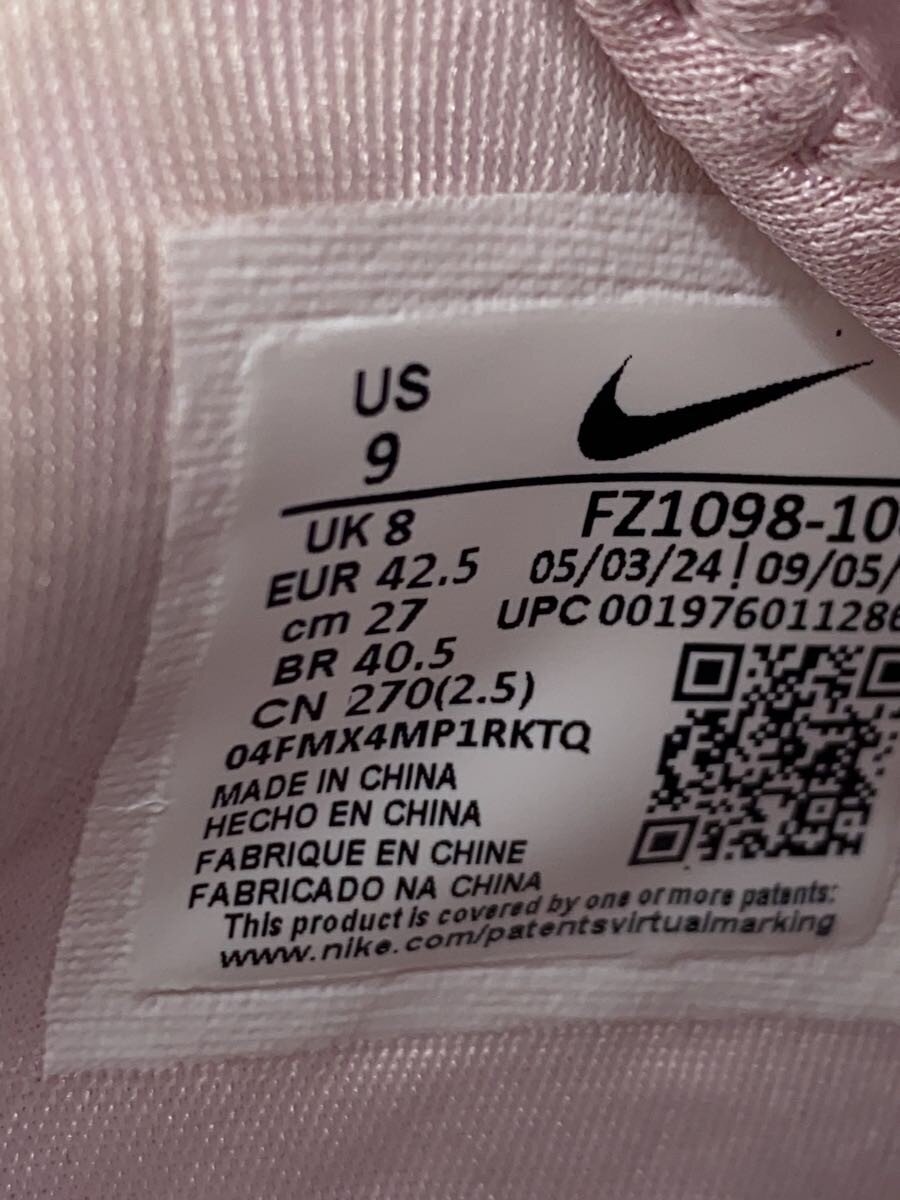 US
9
UK 8
EUR 42.5
cm 27
BR 40.5
CN 270(2.5)
04FMX4MP1RKTQ
MADE IN CHINA
HECHO EN CHINA
FABRIQUE EN CHINE
FABRICADO NA CHINA
FZ1098-10
05/03/24 ! 09/05/
UPC 00197601128
This product is covered by one or more patents:
www.nike.com/patentsvirtualmarking